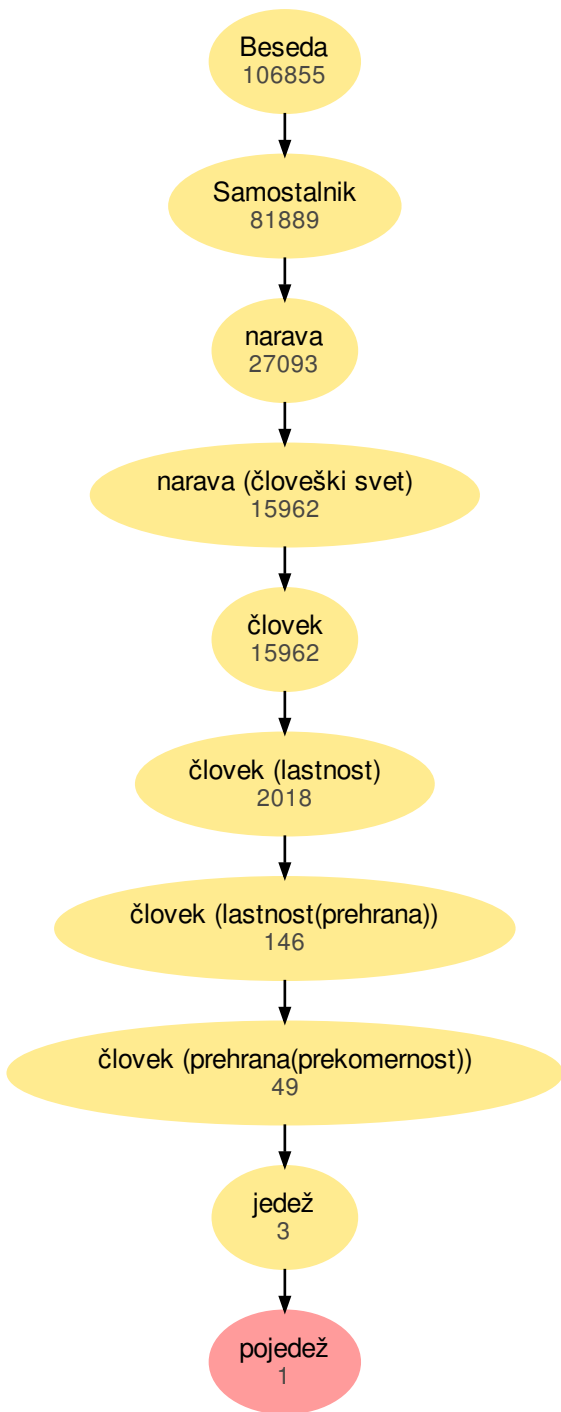 Beseda
106855
Samostalnik
81889
narava
27093
narava (človeški svet)
15962
človek
15962
človek (lastnost)
2018
človek (lastnost(prehrana))
146
človek (prehrana(prekomernost))
49
jedež
3
pojedež
1